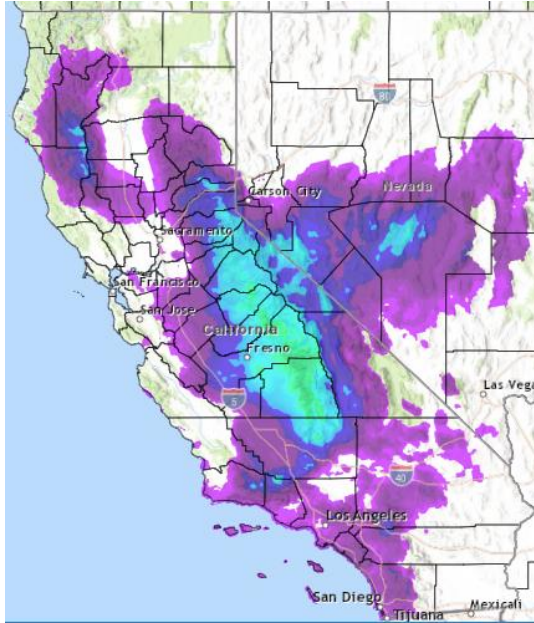 80
Carson City
Nevada
Sacramento
San Francisco
San Jose
California
Fresno
5
Las Vega
40
Los Angeles
San Diego
Mexicali
Tijuana